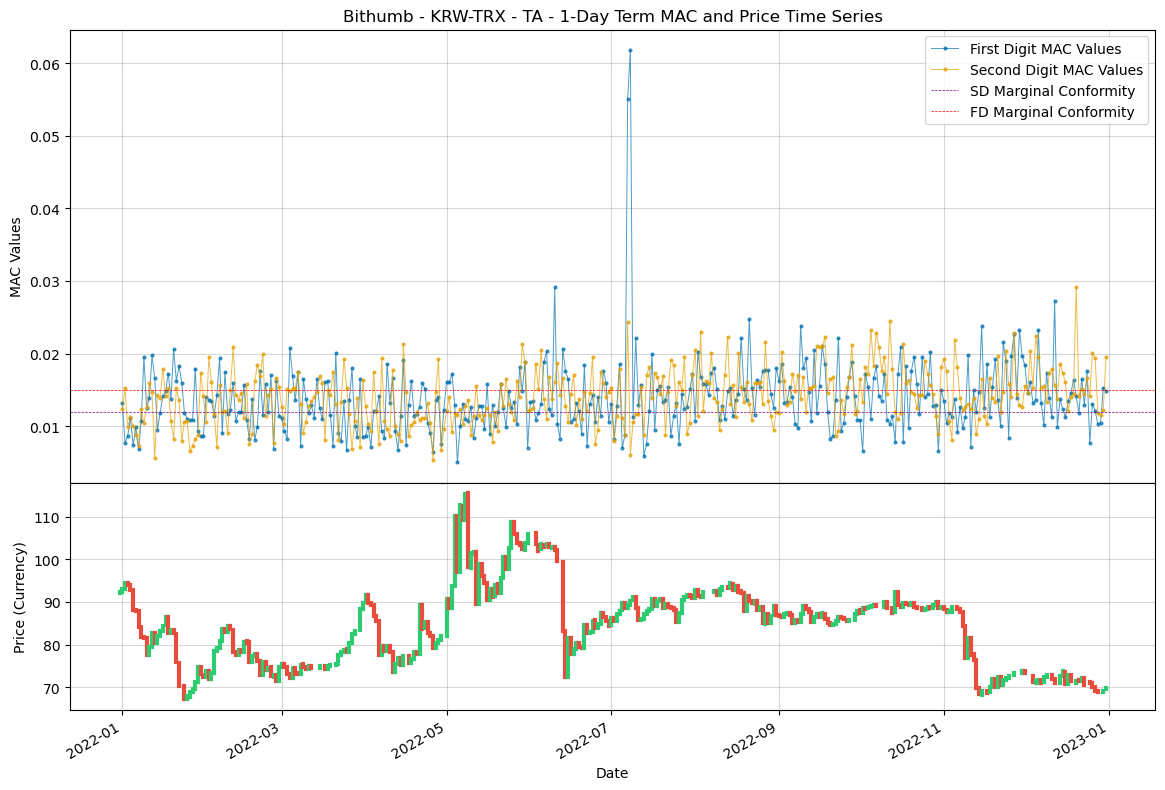 Bithumb - KRW-TRX - TA - 1-Day Term MAC and Price Time Series
First Digit MAC Values
Second Digit MAC Values
SD Marginal Conformity
FD Marginal Conformity
MAC Values
0.06
0.05
0.04
0.03
0.02
0.01
Price (Currency)
110
100
90
80
70
2022-01
2022-03
2022-05
2022-07
2022-09
2022-11
2023-01
Date